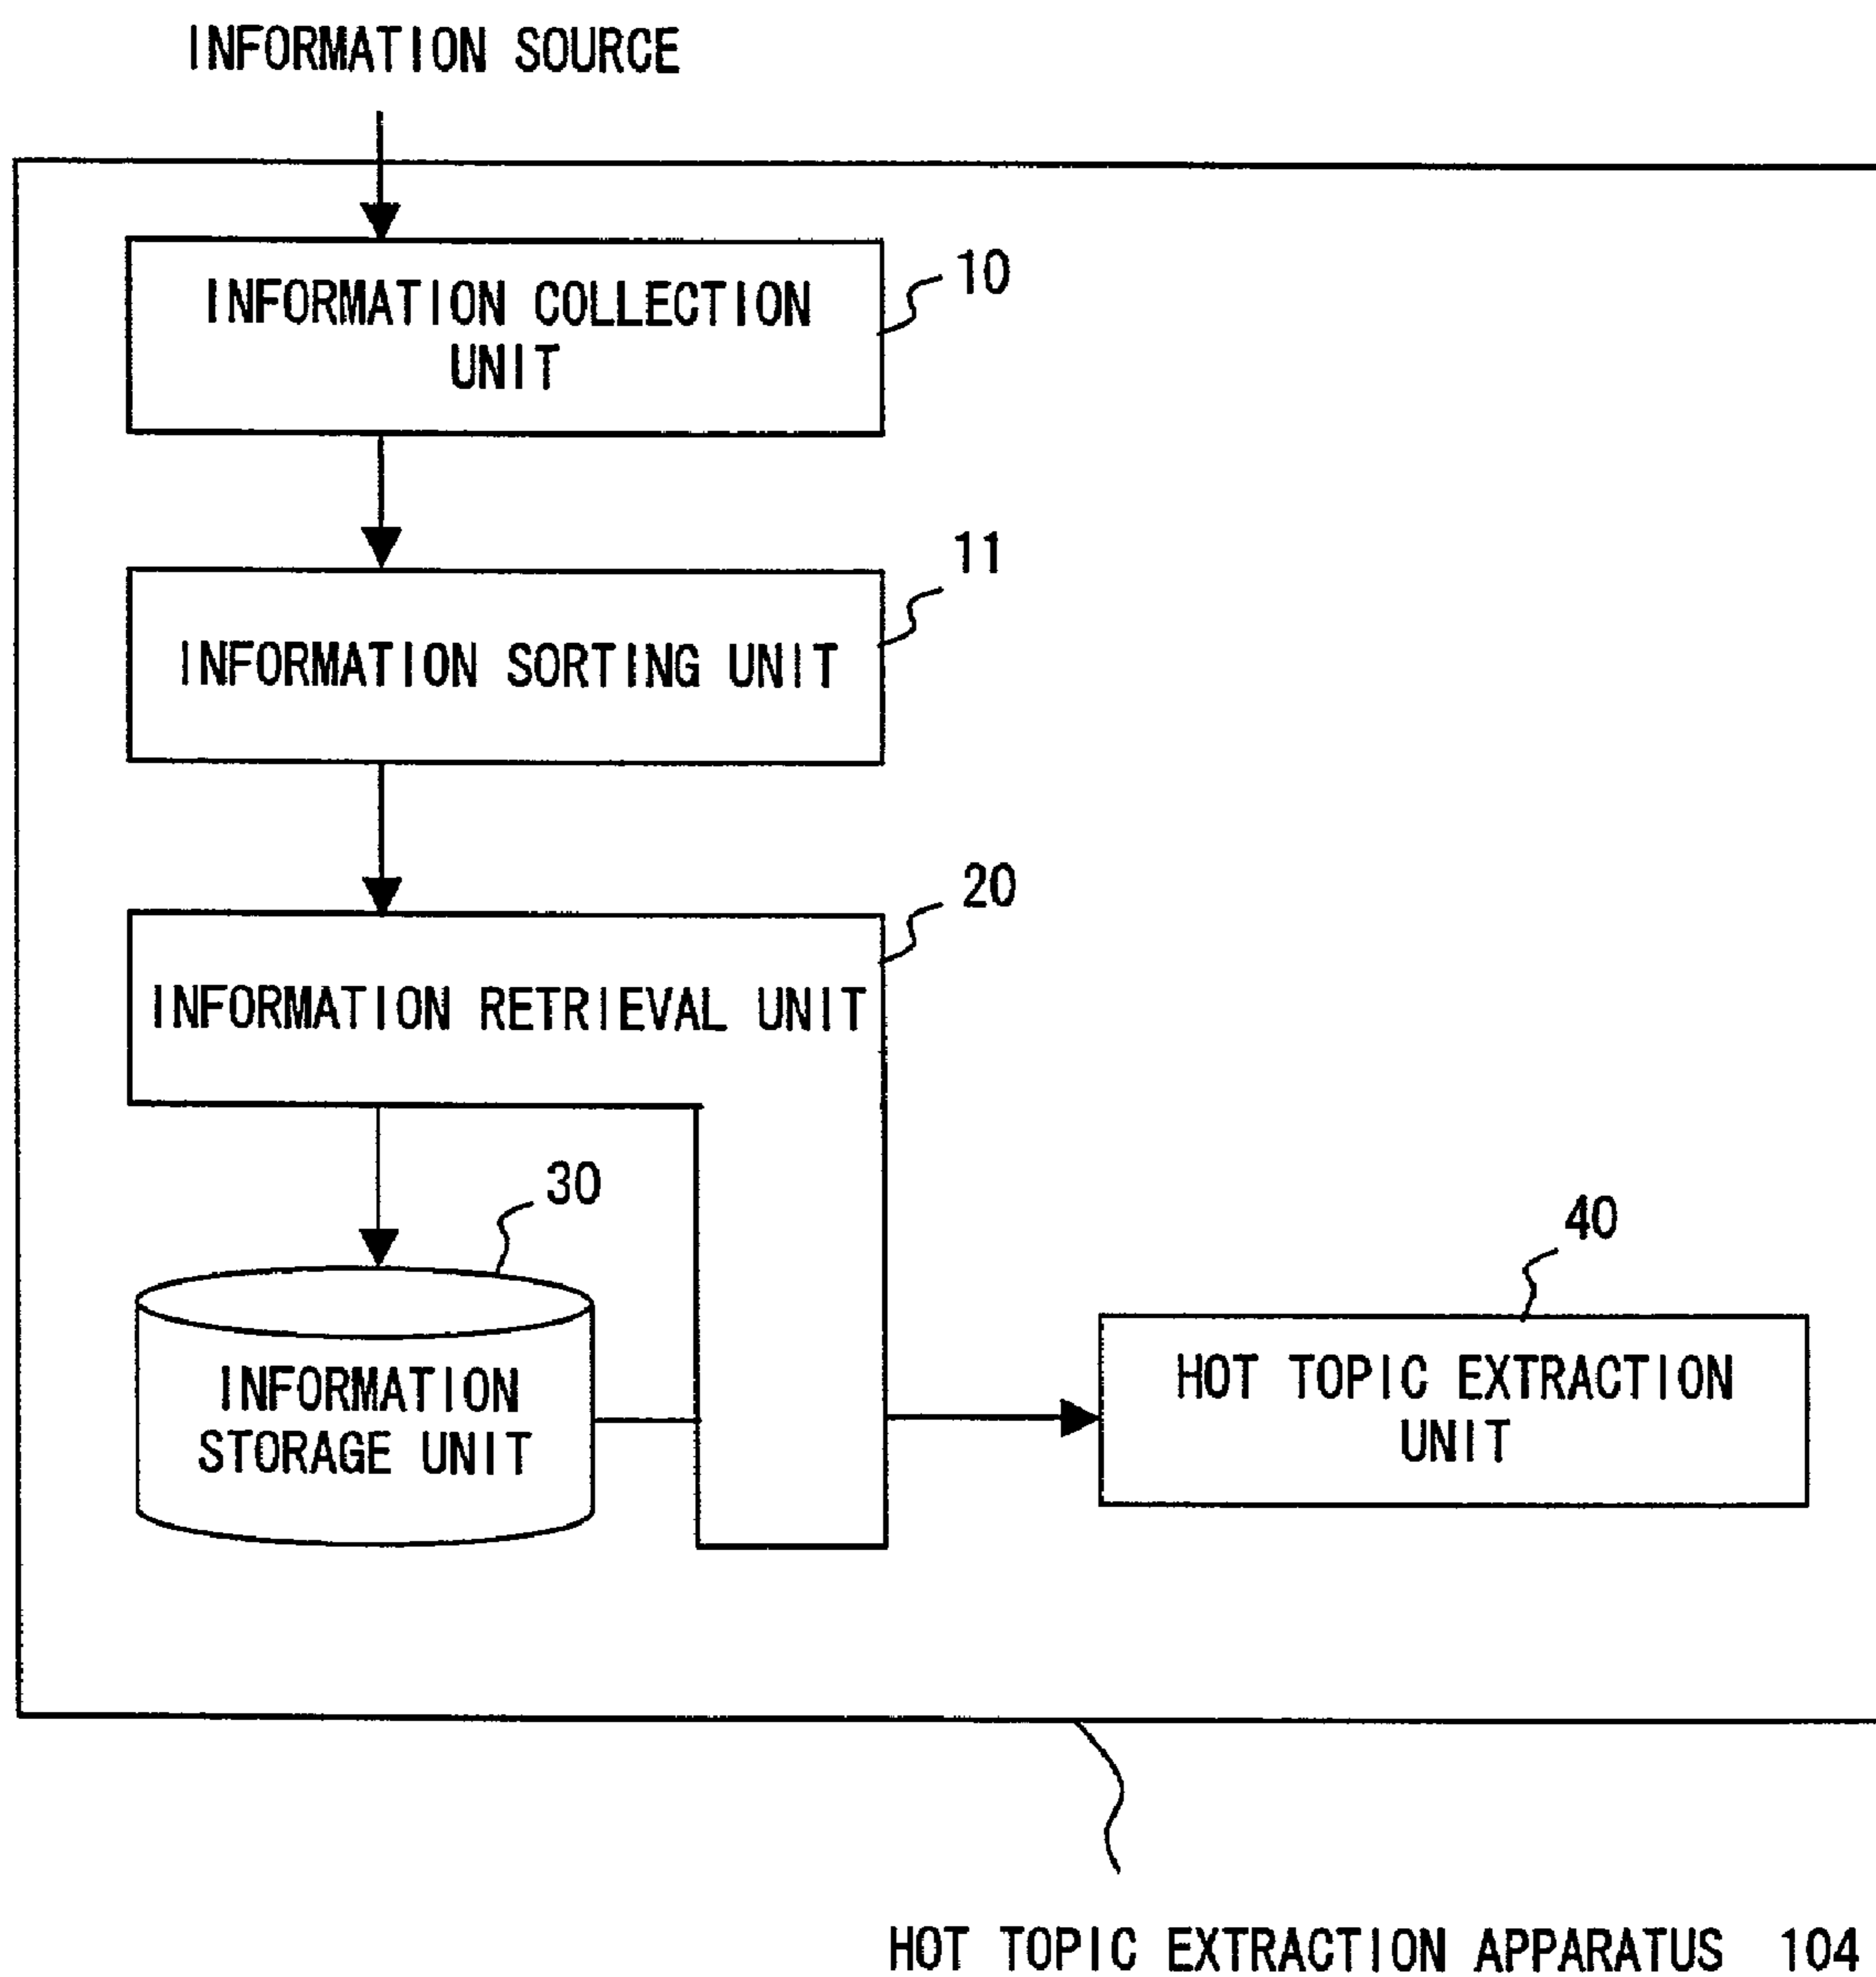 INFORMATION SOURCE
10
INFORMATION COLLECTION
UNIT
11
INFORMATION SORTING UNIT
20
INFORMATION RETRIEVAL UNIT
30
INFORMATION
STORAGE UNIT
40
HOT TOPIC EXTRACTION
UNIT
HOT TOPIC EXTRACTION APPARATUS 104